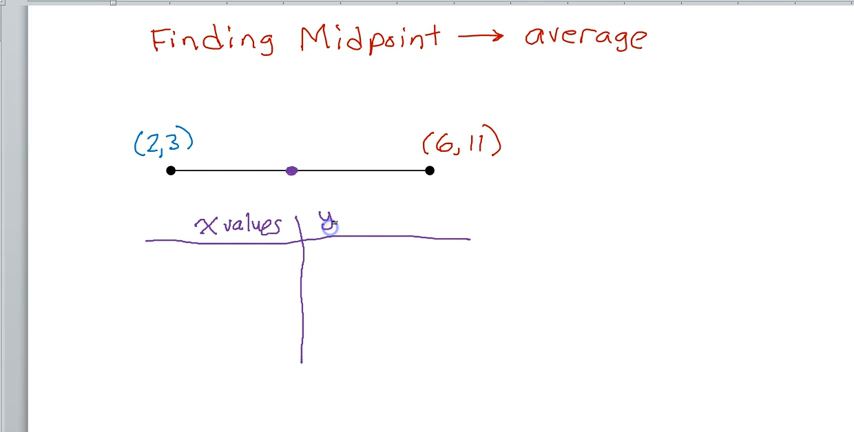 Finding Midpoint → average
(2,3) (6,11)
x values y